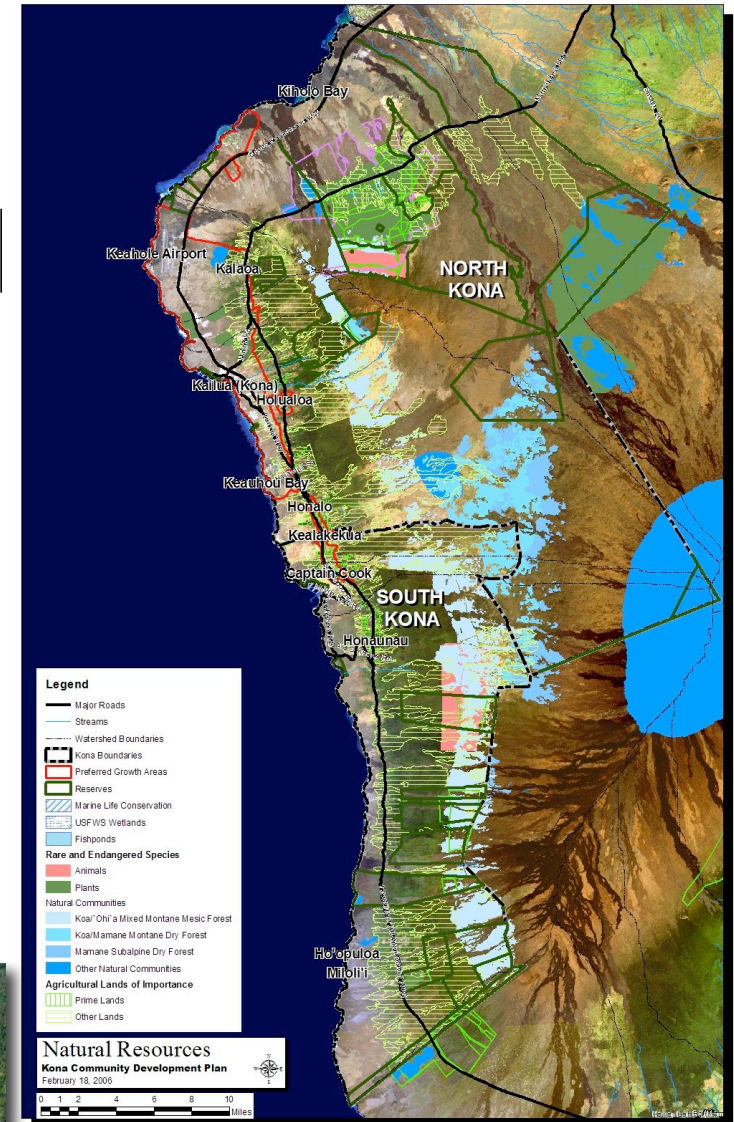 Kiholo Bay
Keahole Airport
Kalaoa
NORTH
KONA
Kailua (Kona)
Holualoa
Keauhou Bay
Honalo
Kealakekua
Captain Cook
SOUTH
KONA
Honaunau
Ho'opuloa
Miloli'i
Legend
Major Roads
Streams
Watershed Boundaries
Kona Boundaries
Preferred Growth Areas
Reserves
Marine Life Conservation
USFWS Wetlands
Fishponds
Rare and Endangered Species
Animals
Plants
Natural Communities
Koa/`Ohi`a Mixed Montane Mesic Forest
Koa/Mamane Montane Dry Forest
Mamane Subalpine Dry Forest
Other Natural Communities
Agricultural Lands of Importance
Prime Lands
Other Lands
Natural Resources
Kona Community Development Plan
February 18, 2006
N
W E
S
0 1 2 4 6 8 10
Miles